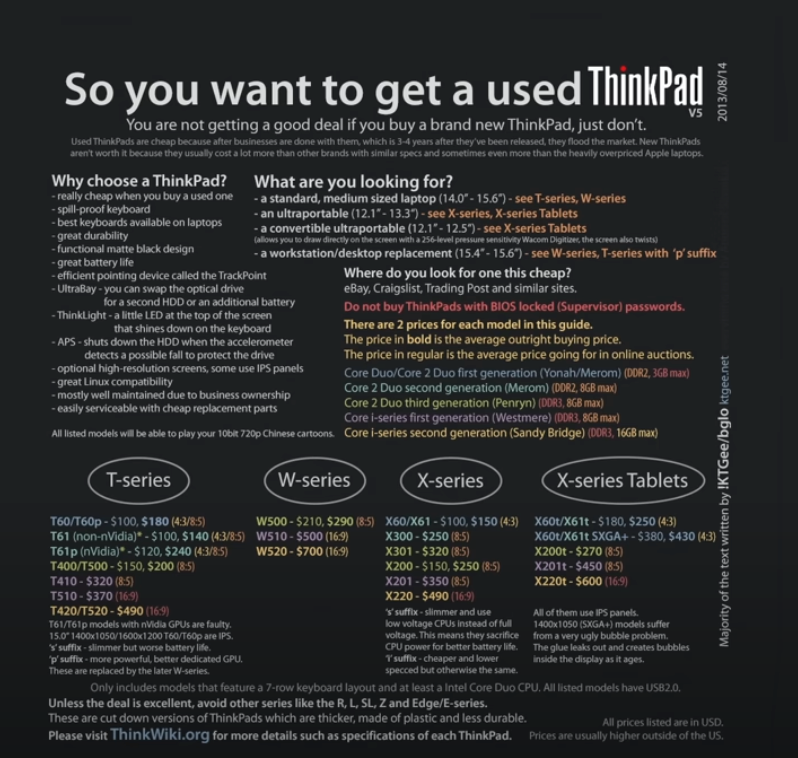 So you want to get a used ThinkPad
V5
2013/08/14
You are not getting a good deal if you buy a brand new ThinkPad, just don't.
Used ThinkPads are cheap because after businesses are done with them, which is 3-4 years after they've been released, they flood the market. New ThinkPads
aren't worth it because they usually cost a lot more than other brands with similar specs and sometimes even more than the heavily overpriced Apple laptops.
Why choose a ThinkPad?
- really cheap when you buy a used one
- spill-proof keyboard
- best keyboards available on laptops
- great durability
- functional matte black design
- great battery life
- efficient pointing device called the TrackPoint
- UltraBay - you can swap the optical drive
for a second HDD or an additional battery
- ThinkLight - a little LED at the top of the screen
that shines down on the keyboard
- APS - shuts down the HDD when the accelerometer
detects a possible fall to protect the drive
- optional high-resolution screens, some use IPS panels
- great Linux compatibility
- mostly well maintained due to business ownership
- easily serviceable with cheap replacement parts
All listed models will be able to play your 10bit 720p Chinese cartoons.
What are you looking for?
- a standard, medium sized laptop (14.0" - 15.6") - see T-series, W-series
- an ultraportable (12.1" - 13.3") - see X-series, X-series Tablets
- a convertible ultraportable (12.1" - 12.5") - see X-series Tablets
(allows you to draw directly on the screen with a 256-level pressure sensitivity Wacom Digitizer, the screen also twists)
- a workstation/desktop replacement (15.4" - 15.6") - see W-series, T-series with 'p' suffix
Where do you look for one this cheap?
eBay, Craigslist, Trading Post and similar sites.
Do not buy ThinkPads with BIOS locked (Supervisor) passwords.
There are 2 prices for each model in this guide.
The price in bold is the average outright buying price.
The price in regular is the average price going for in online auctions.
Core Duo/Core 2 Duo first generation (Yonah/Merom) (DDR2, 3GB max)
Core 2 Duo second generation (Merom) (DDR2, 8GB max)
Core 2 Duo third generation (Penryn) (DDR3, 8GB max)
Core i-series first generation (Westmere) (DDR3, 8GB max)
Core i-series second generation (Sandy Bridge) (DDR3, 16GB max)
T-series
T60/T60p - $100, $180 (4:3/8:5)
T61 (non-nVidia)* - $100, $140 (4:3/8:5)
T61p (nVidia)* - $120, $240 (4:3/8:5)
T400/T500 - $150, $200 (8:5)
T410 - $320 (8:5)
T510 - $370 (16:9)
T420/T520 - $490 (16:9)
T61/T61p models with nVidia GPUs are faulty.
15.0" 1400x1050/1600x1200 T60/T60p are IPS.
's' suffix - slimmer but worse battery life.
'p' suffix - more powerful, better dedicated GPU.
These are replaced by the later W-series.
W-series
W500 - $210, $290 (8:5)
W510 - $500 (16:9)
W520 - $700 (16:9)
X-series
X60/X61 - $100, $150 (4:3)
X300 - $250 (8:5)
X301 - $320 (8:5)
X200 - $150, $250 (8:5)
X201 - $350 (8:5)
X220 - $490 (16:9)
's' suffix - slimmer and use
low voltage CPUs instead of full
voltage. This means they sacrifice
CPU power for better battery life.
'l' suffix - cheaper and lower
specced but otherwise the same.
X-series Tablets
X60t/X61t - $180, $250 (4:3)
X60t/X61t SXGA+ - $380, $430 (4:3)
X200t - $270 (8:5)
X201t - $450 (8:5)
X220t - $600 (16:9)
All of them use IPS panels.
1400x1050 (SXGA+) models suffer
from a very ugly bubble problem.
The glue leaks out and creates bubbles
inside the display as it ages.
Only includes models that feature a 7-row keyboard layout and at least a Intel Core Duo CPU. All listed models have USB2.0.
Unless the deal is excellent, avoid other series like the R, L, SL, Z and Edge/E-series.
These are cut down versions of ThinkPads which are thicker, made of plastic and less durable.
Please visit ThinkWiki.org for more details such as specifications of each ThinkPad.
All prices listed are in USD.
Prices are usually higher outside of the US.
Majority of the text written by !KTGee/bglo ktgee.net